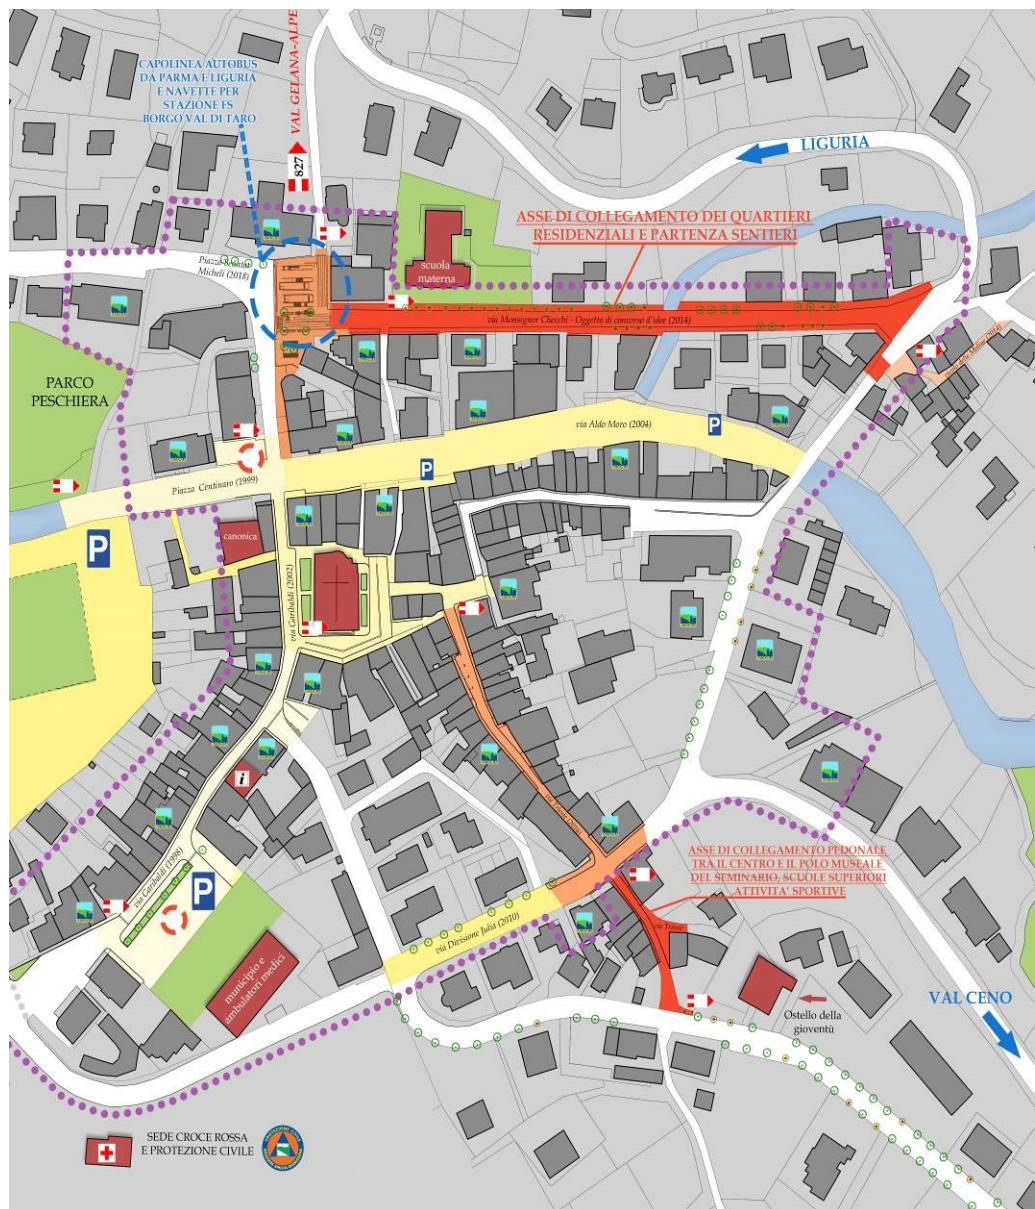 CAPOLINEA AUTOBUS
DA PARMA E LIGURIA
E NAVETTE PER
STAZIONE FS
BORGO VAL DI TARO
VAL GELANA-ALPE
827
LIGURIA
ASSE DI COLLEGAMENTO DEI QUARTIERI
RESIDENZIALI E PARTENZA SENTIERI
scuola
materna
Micheli (2018)
via Monsignor Checchi - Oggetto di concorso d'idee (2014)
PARCO
PESCHIERA
via Aldo Moro (2004)
P
P
Piazza Centinaro (1999)
P
canonica
via Garibaldi (2002)
i
P
via Garibaldi (1998)
ASSE DI COLLEGAMENTO PEDONALE
TRA IL CENTRO E IL POLO MUSEALE
DEL SEMINARIO, SCUOLE SUPERIORI
ATTIVITA' SPORTIVE
via Divisione Julia (2010)
via Trieste
municipio e
ambulatori medici
Ostello della
gioventù
VAL CENO
SEDE CROCE ROSSA
E PROTEZIONE CIVILE